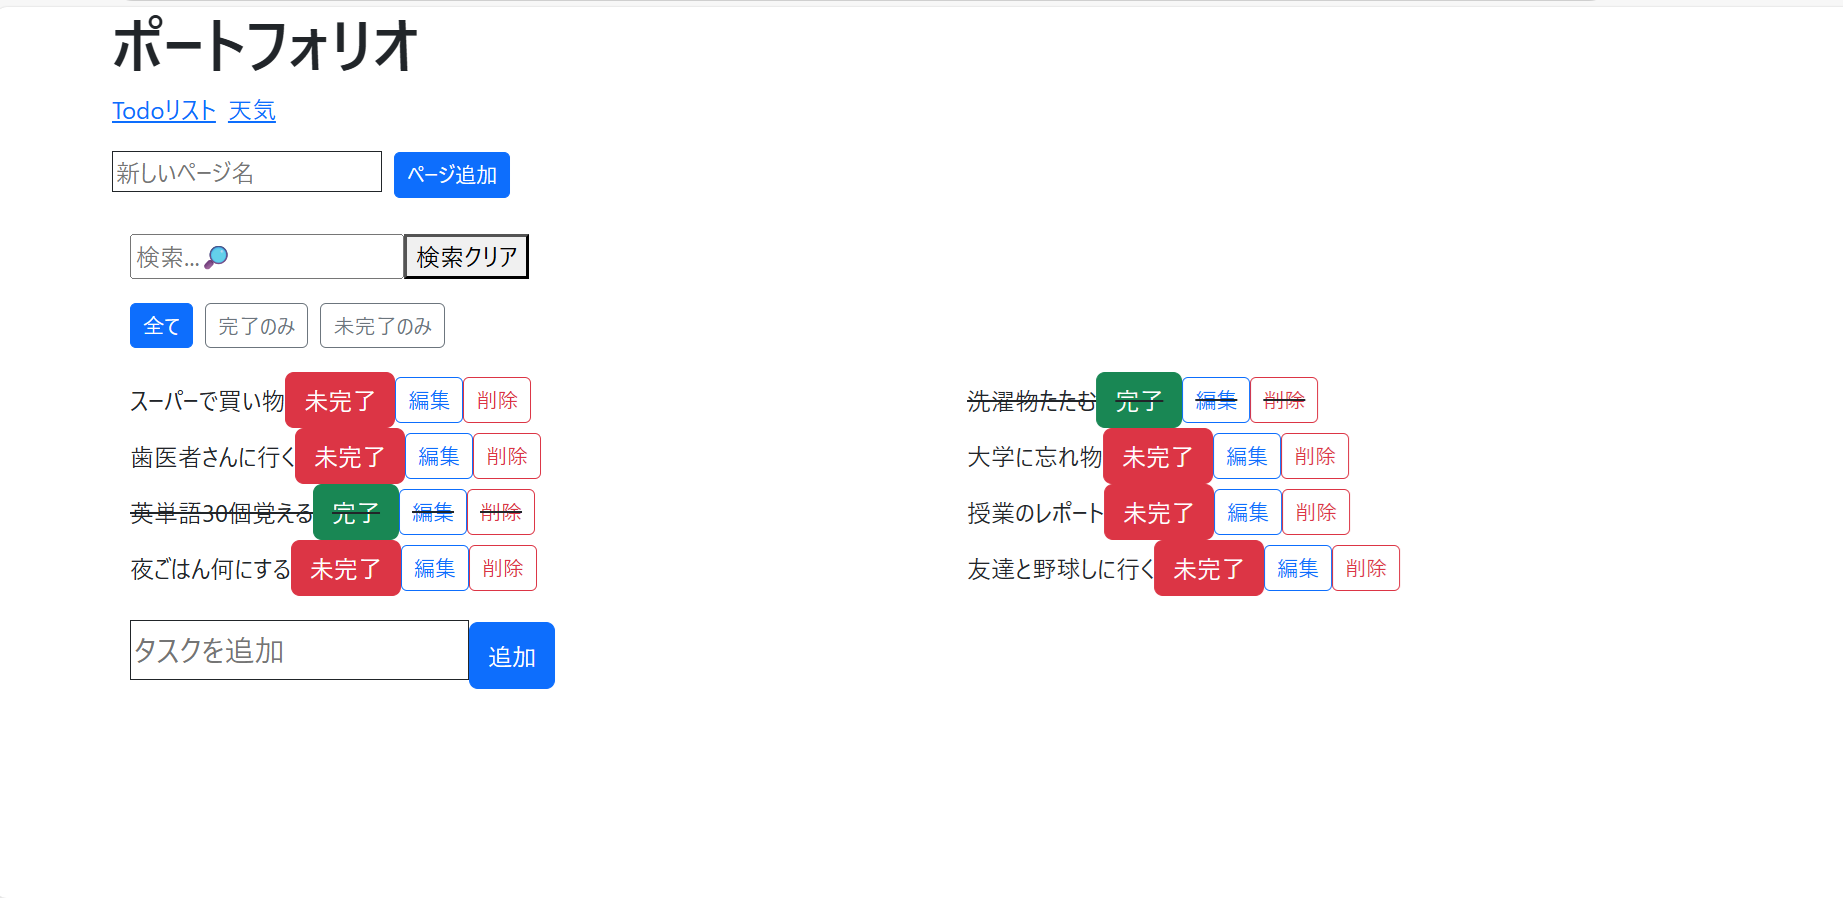 ポートフォリオ
Todoリスト 天気
新しいページ名 ページ追加
検索...🔎 検索クリア
全て 完了のみ 未完了のみ
スーパーで買い物 未完了 編集 削除 洗濯物たたむ 完了 編集 削除
歯医者さんに行く 未完了 編集 削除 大学に忘れ物 未完了 編集 削除
英単語30個覚える 完了 編集 削除 授業のレポート 未完了 編集 削除
夜ごはん何にする 未完了 編集 削除 友達と野球しに行く 未完了 編集 削除
タスクを追加 追加